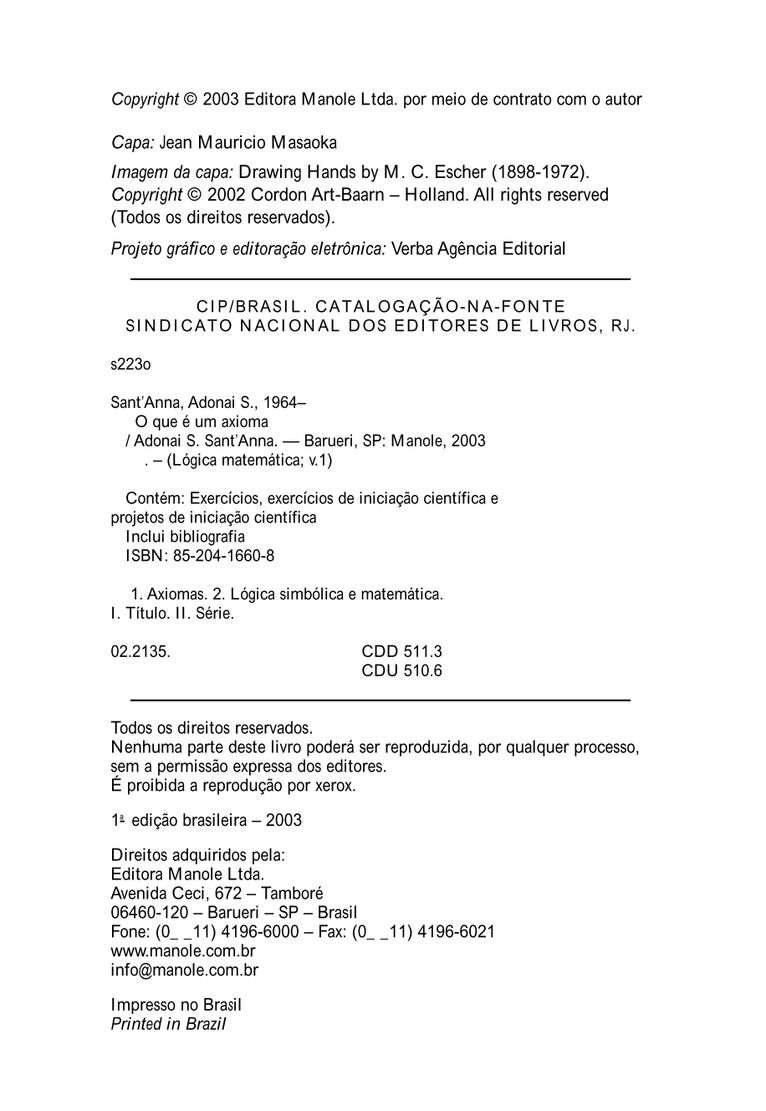 Copyright © 2003 Editora Manole Ltda. por meio de contrato com o autor
Capa: Jean Mauricio Masaoka
Imagem da capa: Drawing Hands by M. C. Escher (1898-1972).
Copyright © 2002 Cordon Art-Baarn – Holland. All rights reserved
(Todos os direitos reservados).
Projeto gráfico e editoração eletrônica: Verba Agência Editorial
CIP/BRASIL. CATALOGAÇÃO-NA-FONTE
SINDICATO NACIONAL DOS EDITORES DE LIVROS, RJ.
s223o
Sant'Anna, Adonai S., 1964–
O que é um axioma
/ Adonai S. Sant'Anna. — Barueri, SP: Manole, 2003
. – (Lógica matemática; v.1)
Contém: Exercícios, exercícios de iniciação científica e
projetos de iniciação científica
Inclui bibliografia
ISBN: 85-204-1660-8
1. Axiomas. 2. Lógica simbólica e matemática.
I. Título. II. Série.
02.2135. CDD 511.3
CDU 510.6
Todos os direitos reservados.
Nenhuma parte deste livro poderá ser reproduzida, por qualquer processo,
sem a permissão expressa dos editores.
É proibida a reprodução por xerox.
1ª edição brasileira – 2003
Direitos adquiridos pela:
Editora Manole Ltda.
Avenida Ceci, 672 – Tamboré
06460-120 – Barueri – SP – Brasil
Fone: (0_ _11) 4196-6000 – Fax: (0_ _11) 4196-6021
www.manole.com.br
info@manole.com.br
Impresso no Brasil
Printed in Brazil